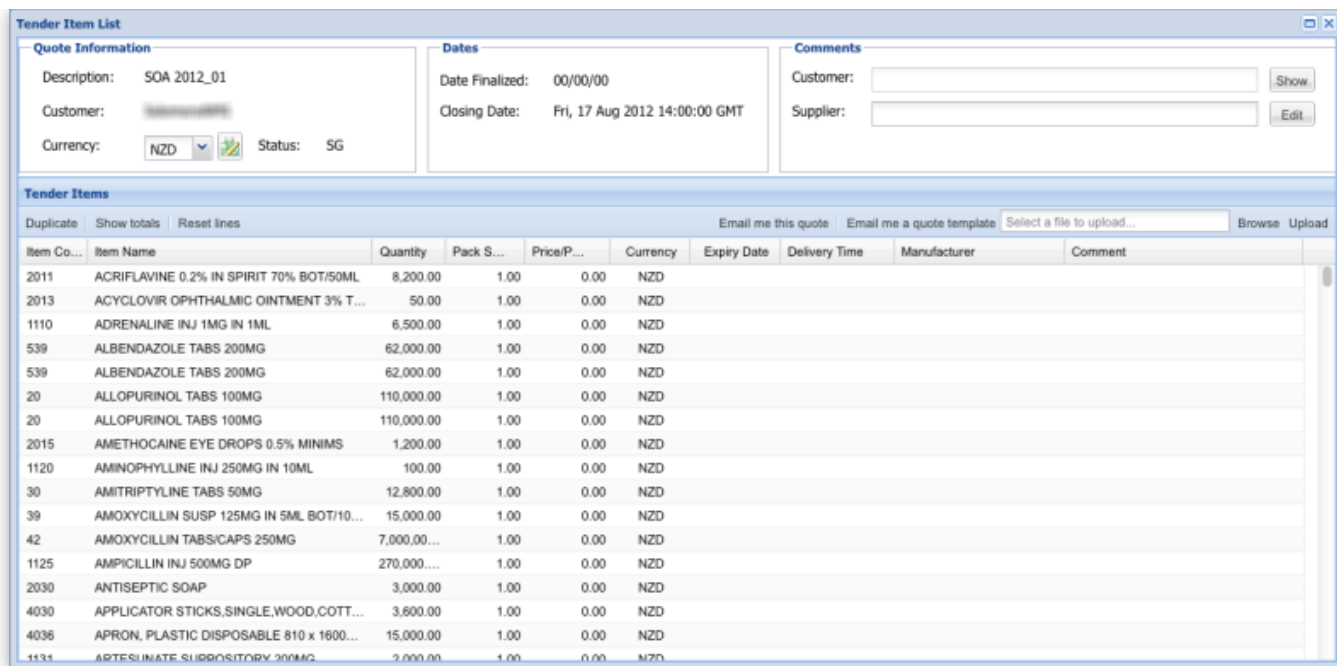 Tender Item List
Quote Information
Description: SOA 2012_01
Customer:
Currency: NZD Status: SG
Dates
Date Finalized: 00/00/00
Closing Date: Fri, 17 Aug 2012 14:00:00 GMT
Comments
Customer: Show
Supplier: Edit
Tender Items
Duplicate Show totals Reset lines Email me this quote Email me a quote template Select a file to upload... Browse Upload
Item Co... Item Name Quantity Pack S... Price/P... Currency Expiry Date Delivery Time Manufacturer Comment
2011 ACRIFLAVINE 0.2% IN SPIRIT 70% BOT/50ML 8,200.00 1.00 0.00 NZD
2013 ACYCLOVIR OPHTHALMIC OINTMENT 3% T... 50.00 1.00 0.00 NZD
1110 ADRENALINE INJ 1MG IN 1ML 6,500.00 1.00 0.00 NZD
539 ALBENDAZOLE TABS 200MG 62,000.00 1.00 0.00 NZD
539 ALBENDAZOLE TABS 200MG 62,000.00 1.00 0.00 NZD
20 ALLOPURINOL TABS 100MG 110,000.00 1.00 0.00 NZD
20 ALLOPURINOL TABS 100MG 110,000.00 1.00 0.00 NZD
2015 AMETHOCAINE EYE DROPS 0.5% MINIMS 1,200.00 1.00 0.00 NZD
1120 AMINOPHYLLINE INJ 250MG IN 10ML 100.00 1.00 0.00 NZD
30 AMITRIPTYLINE TABS 50MG 12,800.00 1.00 0.00 NZD
39 AMOXYCILLIN SUSP 125MG IN 5ML BOT/10... 15,000.00 1.00 0.00 NZD
42 AMOXYCILLIN TABS/CAPS 250MG 7,000,00... 1.00 0.00 NZD
1125 AMPICILLIN INJ 500MG DP 270,000.... 1.00 0.00 NZD
2030 ANTISEPTIC SOAP 3,000.00 1.00 0.00 NZD
4030 APPLICATOR STICKS,SINGLE,WOOD,COTT... 3,600.00 1.00 0.00 NZD
4036 APRON, PLASTIC DISPOSABLE 810 x 1600... 15,000.00 1.00 0.00 NZD
1131 ARTESUNATE SUPPOSITORY 200MG 2,000.00 1.00 0.00 NZD